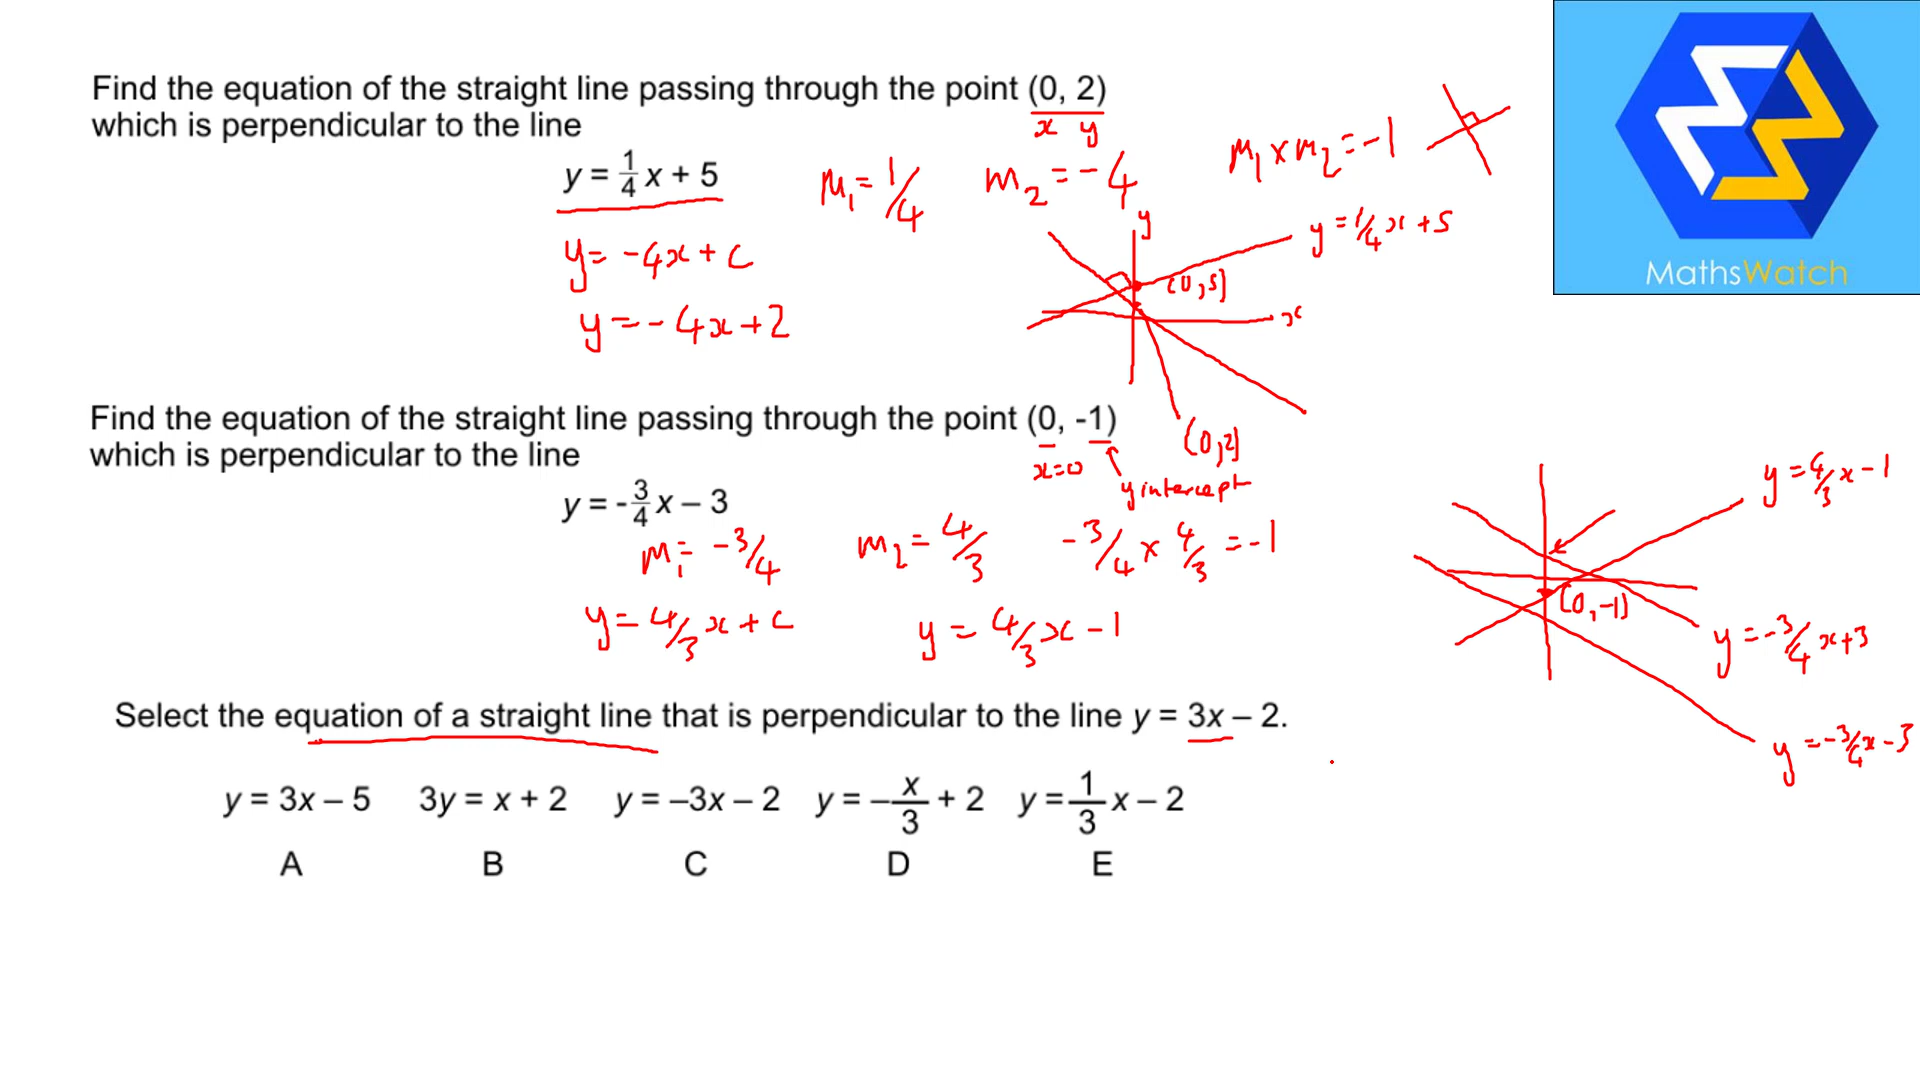 Find the equation of the straight line passing through the point (0, 2)
which is perpendicular to the line
x y
y = 1/4 x + 5
m₁ = 1/4
m₂ = -4
m₁ x m₂ = -1
y = -4x + c
y = -4x + 2
y
y = 1/4 x + 5
(0, 5)
x
(0, 2)
MathsWatch
Find the equation of the straight line passing through the point (0, -1)
which is perpendicular to the line
x=0
y intercept
y = -3/4 x – 3
m₁ = -3/4
m₂ = 4/3
-3/4 x 4/3 = -1
y = 4/3 x + c
y = 4/3 x - 1
y = 4/3 x - 1
(0, -1)
y = -3/4 x + 3
y = -3/4 x - 3
Select the equation of a straight line that is perpendicular to the line y = 3x – 2.
y = 3x – 5 3y = x + 2 y = –3x – 2 y = –x/3 + 2 y = 1/3 x – 2
A B C D E